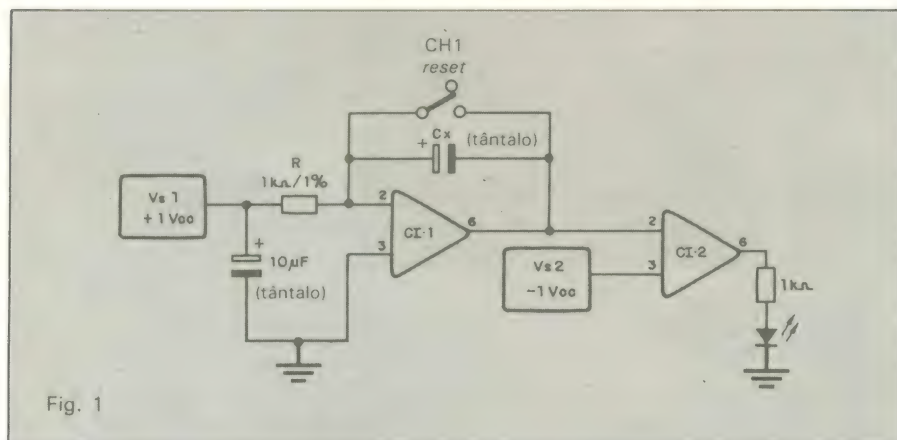 CH1
reset
+ Cx (tântalo)
R
1kΩ/1%
Vs 1
+1 Vcc
2
3
CI-1
6
+
10µF
(tântalo)
Vs 2
-1 Vcc
2
3
CI-2
6
1kΩ
Fig. 1